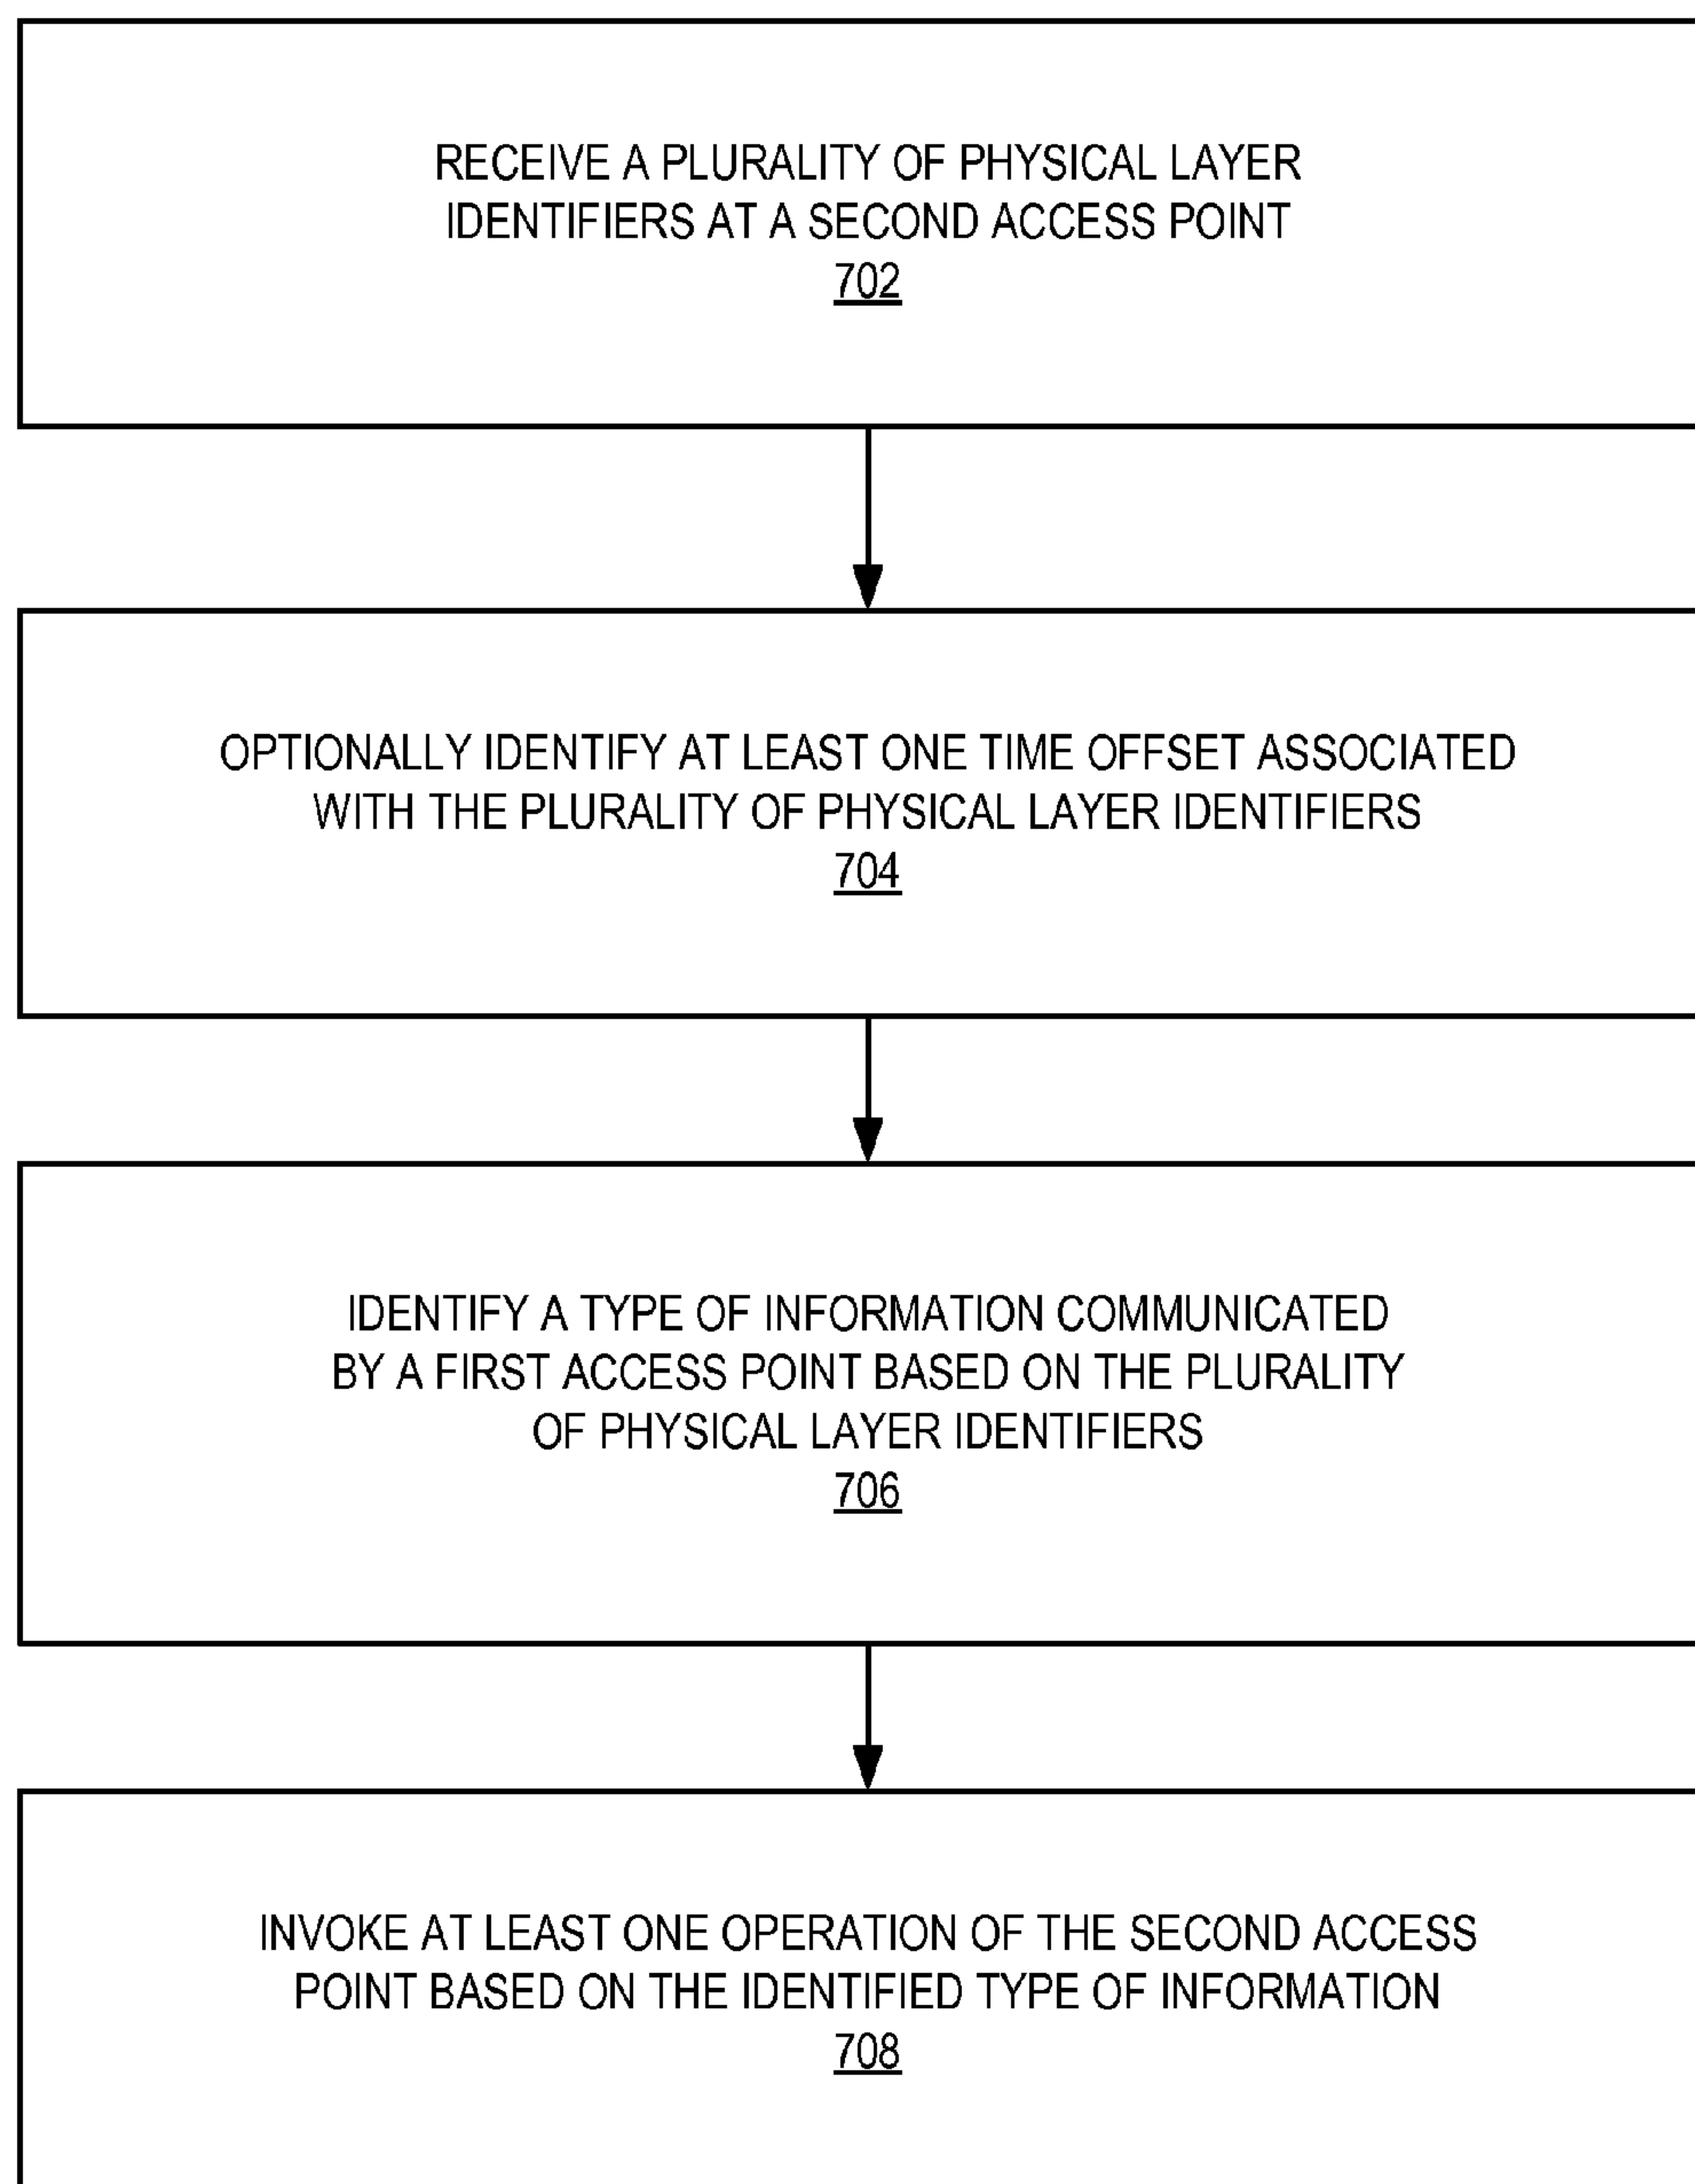 RECEIVE A PLURALITY OF PHYSICAL LAYER
IDENTIFIERS AT A SECOND ACCESS POINT
702
OPTIONALLY IDENTIFY AT LEAST ONE TIME OFFSET ASSOCIATED
WITH THE PLURALITY OF PHYSICAL LAYER IDENTIFIERS
704
IDENTIFY A TYPE OF INFORMATION COMMUNICATED
BY A FIRST ACCESS POINT BASED ON THE PLURALITY
OF PHYSICAL LAYER IDENTIFIERS
706
INVOKE AT LEAST ONE OPERATION OF THE SECOND ACCESS
POINT BASED ON THE IDENTIFIED TYPE OF INFORMATION
708